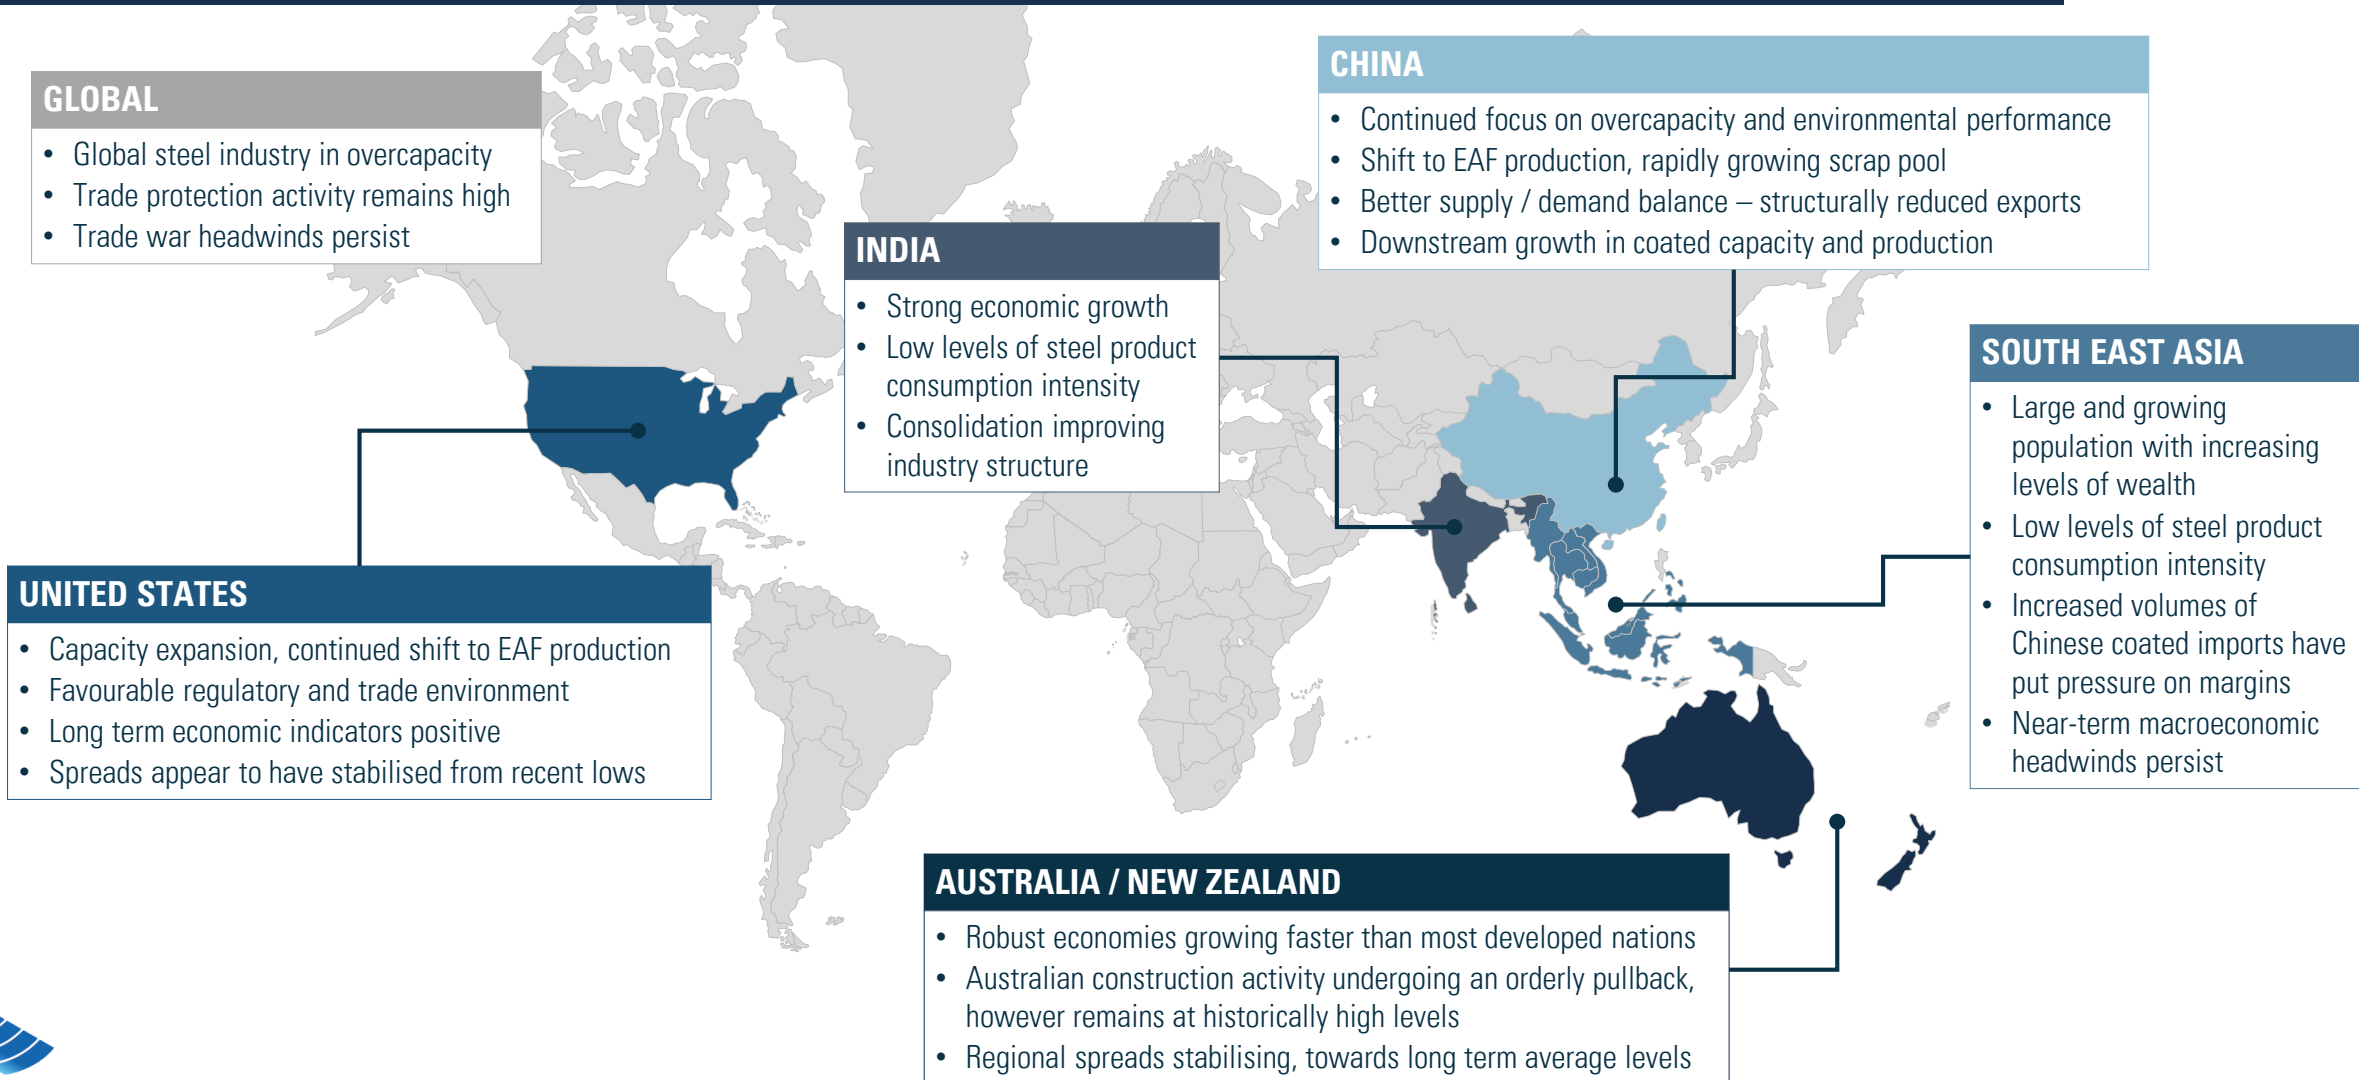 GLOBAL
• Global steel industry in overcapacity
• Trade protection activity remains high
• Trade war headwinds persist
CHINA
• Continued focus on overcapacity and environmental performance
• Shift to EAF production, rapidly growing scrap pool
• Better supply / demand balance – structurally reduced exports
• Downstream growth in coated capacity and production
INDIA
• Strong economic growth
• Low levels of steel product
consumption intensity
• Consolidation improving
industry structure
SOUTH EAST ASIA
• Large and growing
population with increasing
levels of wealth
• Low levels of steel product
consumption intensity
• Increased volumes of
Chinese coated imports have
put pressure on margins
• Near-term macroeconomic
headwinds persist
UNITED STATES
• Capacity expansion, continued shift to EAF production
• Favourable regulatory and trade environment
• Long term economic indicators positive
• Spreads appear to have stabilised from recent lows
AUSTRALIA / NEW ZEALAND
• Robust economies growing faster than most developed nations
• Australian construction activity undergoing an orderly pullback,
however remains at historically high levels
• Regional spreads stabilising, towards long term average levels